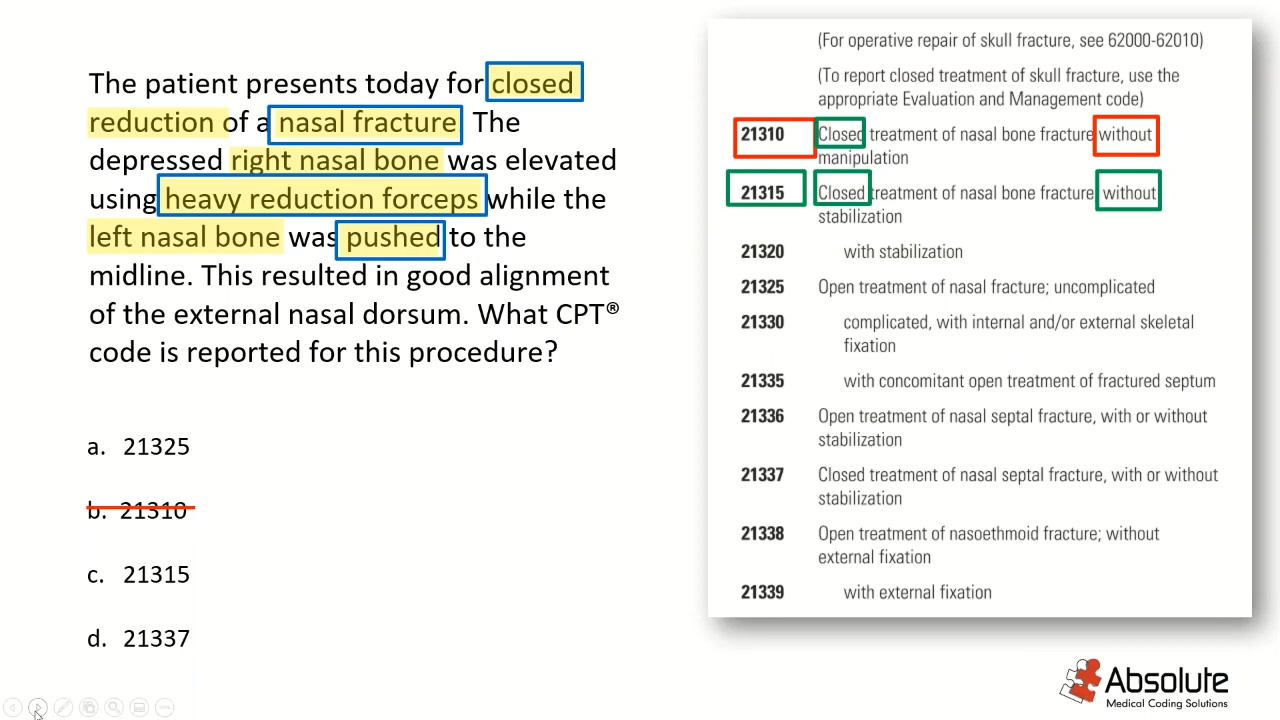 The patient presents today for closed
reduction of a nasal fracture. The
depressed right nasal bone was elevated
using heavy reduction forceps while the
left nasal bone was pushed to the
midline. This resulted in good alignment
of the external nasal dorsum. What CPT®
code is reported for this procedure?
a. 21325
b. 21310
c. 21315
d. 21337
(For operative repair of skull fracture, see 62000-62010)
(To report closed treatment of skull fracture, use the
appropriate Evaluation and Management code)
21310 Closed treatment of nasal bone fracture without
manipulation
21315 Closed treatment of nasal bone fracture without
stabilization
21320 with stabilization
21325 Open treatment of nasal fracture; uncomplicated
21330 complicated, with internal and/or external skeletal
fixation
21335 with concomitant open treatment of fractured septum
21336 Open treatment of nasal septal fracture, with or without
stabilization
21337 Closed treatment of nasal septal fracture, with or without
stabilization
21338 Open treatment of nasoethmoid fracture; without
external fixation
21339 with external fixation
Absolute
Medical Coding Solutions